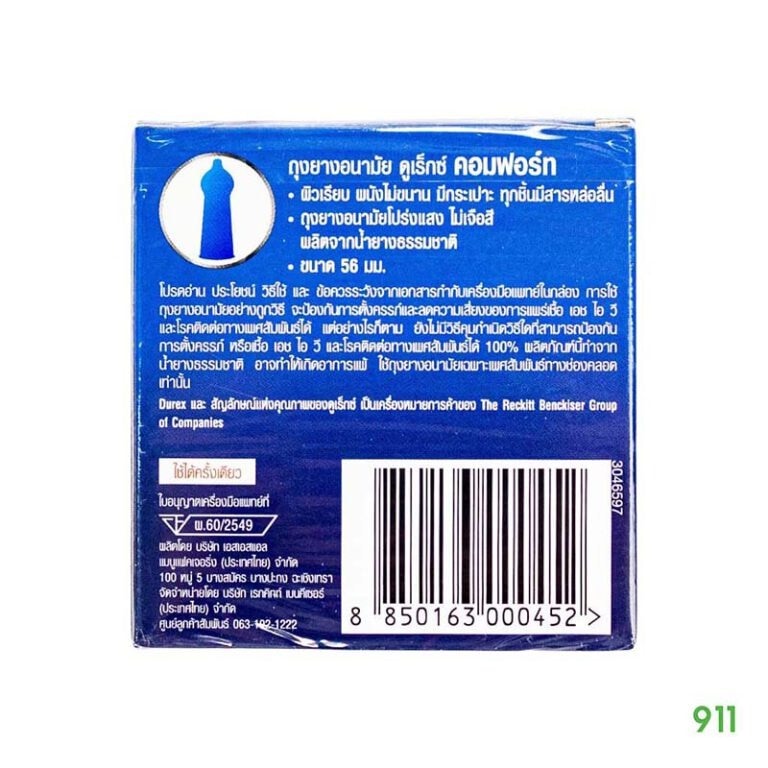 ถุงยางอนามัย ดูเร็กซ์ คอมฟอร์ท
• ผิวเรียบ ผนังไม่ขนาน มีกระเปาะ ทุกชิ้นมีสารหล่อลื่น
• ถุงยางอนามัยโปร่งแสง ไม่เจือสี
ผลิตจากน้ำยางธรรมชาติ
• ขนาด 56 มม.
โปรดอ่าน ประโยชน์ วิธีใช้ และ ข้อควรระวังจากเอกสารกำกับเครื่องมือแพทย์ในกล่อง การใช้
ถุงยางอนามัยอย่างถูกวิธี จะป้องกันการตั้งครรภ์และลดความเสี่ยงของการแพร่เชื้อ เอช ไอ วี
และโรคติดต่อทางเพศสัมพันธ์ได้ แต่อย่างไรก็ตาม ยังไม่มีวิธีคุมกำเนิดวิธีใดที่สามารถป้องกัน
การตั้งครรภ์ หรือเชื้อ เอช ไอ วี และโรคติดต่อทางเพศสัมพันธ์ได้ 100% ผลิตภัณฑ์นี้ทำจาก
น้ำยางธรรมชาติ อาจทำให้เกิดอาการแพ้ ใช้ถุงยางอนามัยเฉพาะเพศสัมพันธ์ทางช่องคลอด
เท่านั้น
Durex และ สัญลักษณ์แห่งคุณภาพของดูเร็กซ์ เป็นเครื่องหมายการค้าของ The Reckitt Benckiser Group
of Companies
ใช้ได้ครั้งเดียว
ใบอนุญาตเครื่องมือแพทย์ที่
ผ.60/2549
ผลิตโดย บริษัท เอสเอสแอล
แมนูแฟคเจอริ่ง (ประเทศไทย) จำกัด
100 หมู่ 5 บางสมัคร บางปะกง ฉะเชิงเทรา
จัดจำหน่ายโดย บริษัท เรกคิทท์ เบนคีเซอร์
(ประเทศไทย) จำกัด
ศูนย์ลูกค้าสัมพันธ์ 063-192-1222
3046597
8 850163 000452 >
911